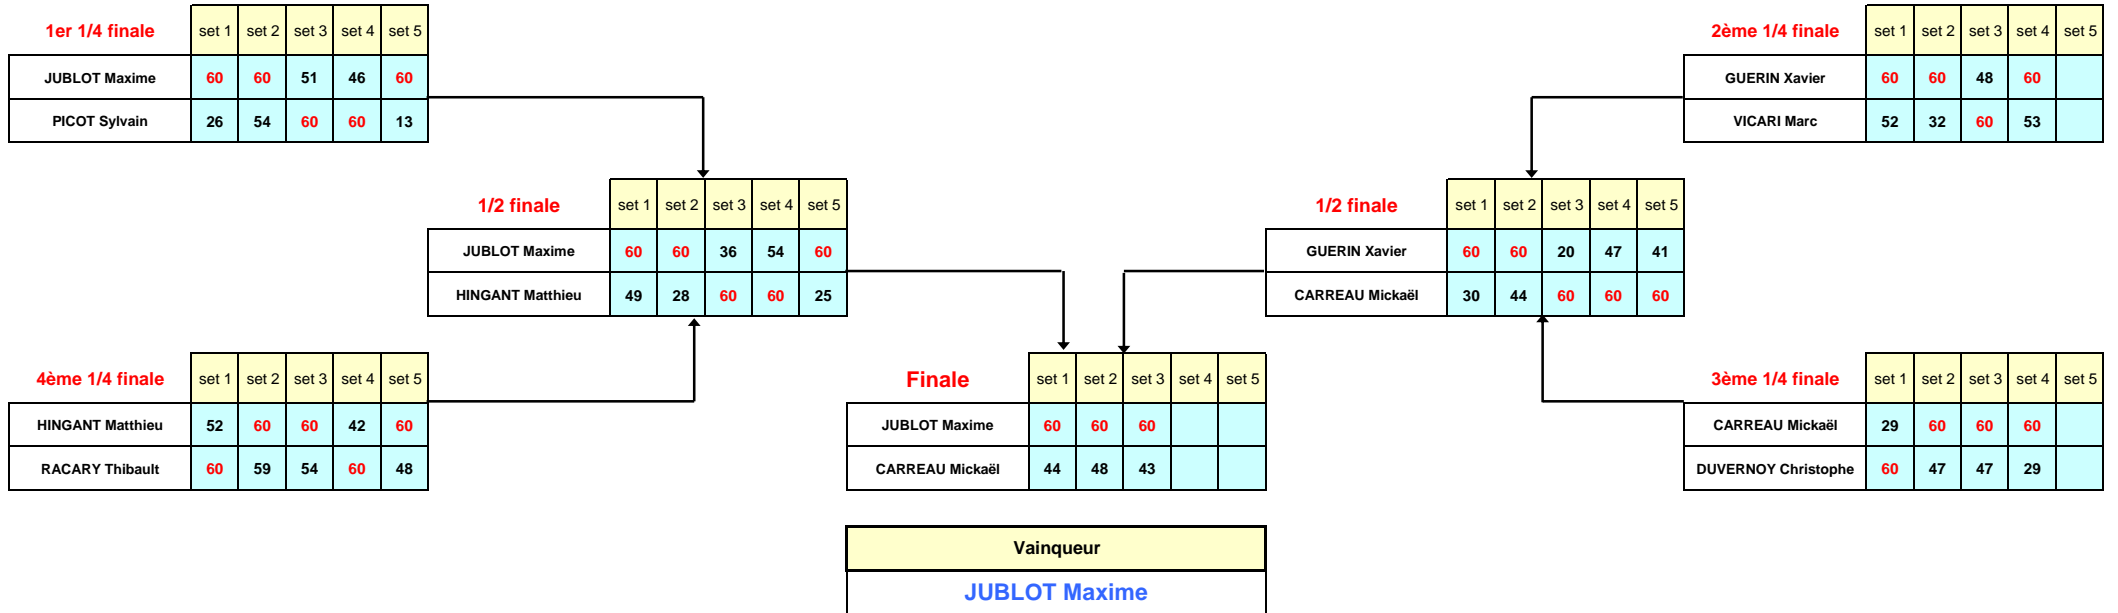 1er 1/4 finale set 1 set 2 set 3 set 4 set 5
JUBLOT Maxime 60 60 51 46 60
PICOT Sylvain 26 54 60 60 13
2ème 1/4 finale set 1 set 2 set 3 set 4 set 5
GUERIN Xavier 60 60 48 60
VICARI Marc 52 32 60 53
1/2 finale set 1 set 2 set 3 set 4 set 5
JUBLOT Maxime 60 60 36 54 60
HINGANT Matthieu 49 28 60 60 25
1/2 finale set 1 set 2 set 3 set 4 set 5
GUERIN Xavier 60 60 20 47 41
CARREAU Mickaël 30 44 60 60 60
4ème 1/4 finale set 1 set 2 set 3 set 4 set 5
HINGANT Matthieu 52 60 60 42 60
RACARY Thibault 60 59 54 60 48
Finale set 1 set 2 set 3 set 4 set 5
JUBLOT Maxime 60 60 60
CARREAU Mickaël 44 48 43
3ème 1/4 finale set 1 set 2 set 3 set 4 set 5
CARREAU Mickaël 29 60 60 60
DUVERNOY Christophe 60 47 47 29
Vainqueur
JUBLOT Maxime